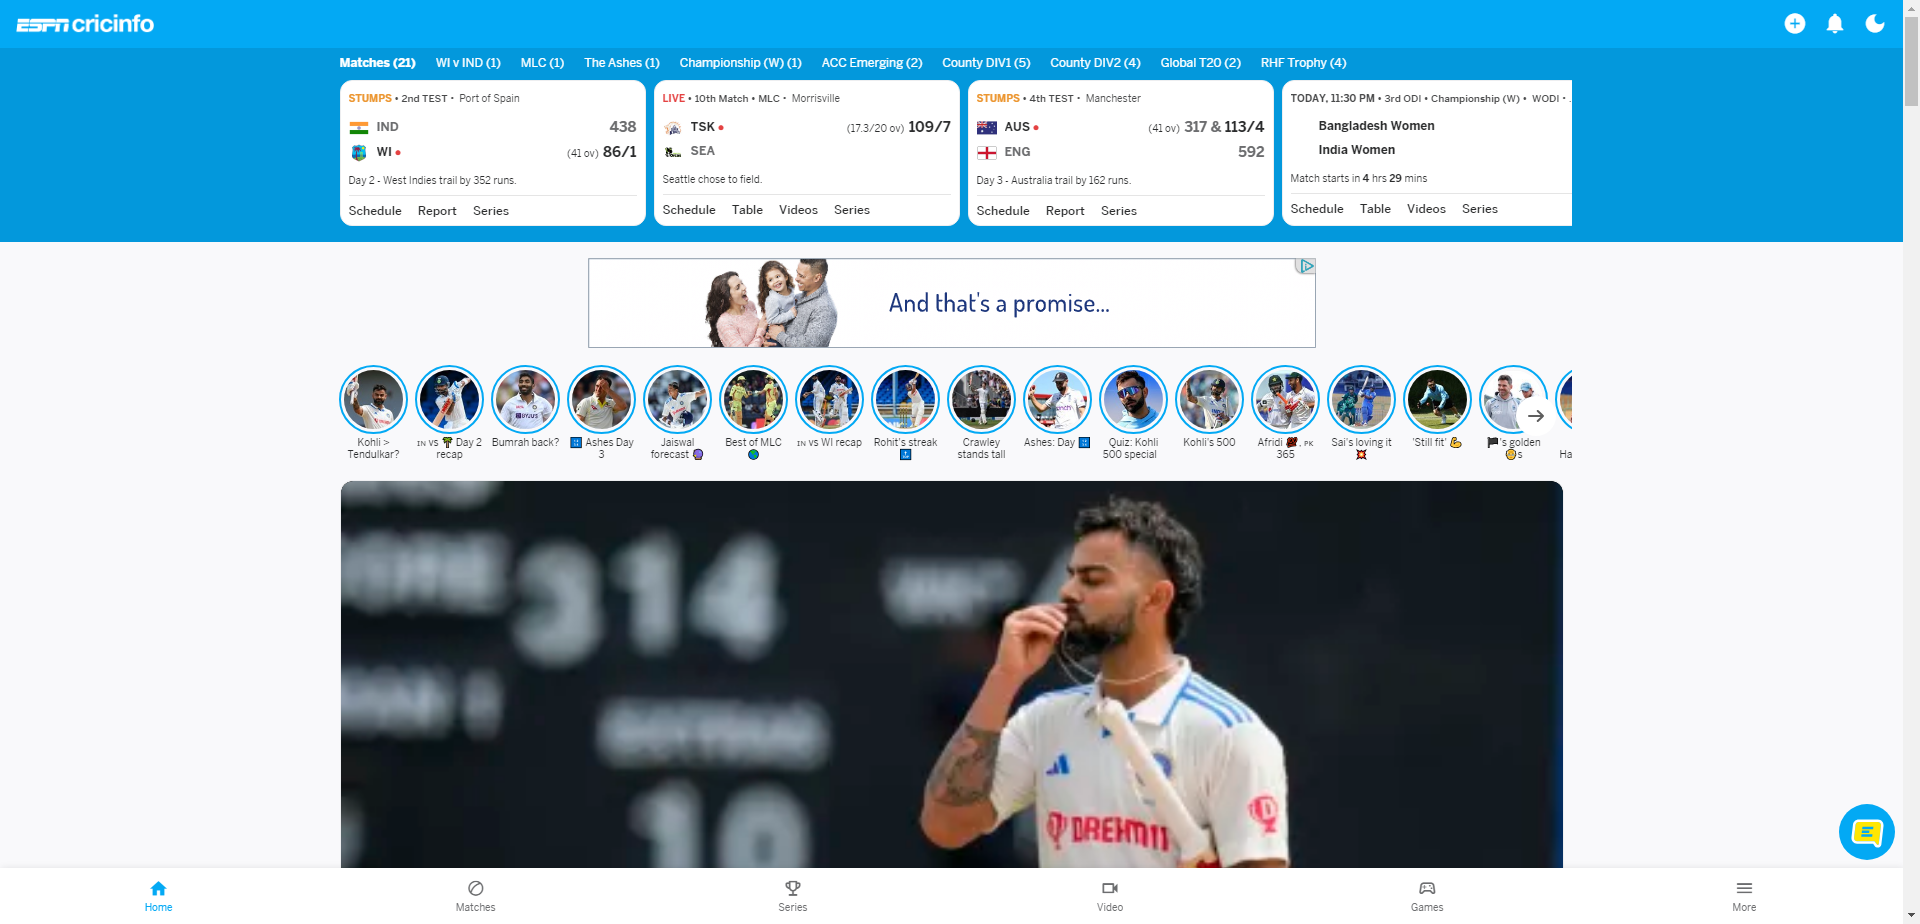 ESPN cricinfo
Matches (21) WI v IND (1) MLC (1) The Ashes (1) Championship (W) (1) ACC Emerging (2) County DIV1 (5) County DIV2 (4) Global T20 (2) RHF Trophy (4)
STUMPS • 2nd TEST • Port of Spain
IND 438
WI • (41 ov) 86/1
Day 2 - West Indies trail by 352 runs.
Schedule Report Series
LIVE • 10th Match • MLC • Morrisville
TSK • (17.3/20 ov) 109/7
SEA
Seattle chose to field.
Schedule Table Videos Series
STUMPS • 4th TEST • Manchester
AUS • (41 ov) 317 & 113/4
ENG 592
Day 3 - Australia trail by 162 runs.
Schedule Report Series
TODAY, 11:30 PM • 3rd ODI • Championship (W) • WODI • .
Bangladesh Women
India Women
Match starts in 4 hrs 29 mins
Schedule Table Videos Series
And that's a promise...
Kohli >
Tendulkar?
IN vs 🌴 Day 2
recap
Bumrah back?
Ashes Day
3
Jaiswal
forecast 🔮
Best of MLC
🌎
IN vs WI recap
Rohit's streak
Crawley
stands tall
Ashes: Day
Quiz: Kohli
500 special
Kohli's 500
Afridi 🥊, PK
365
Sai's loving it
💥
'Still fit' 💪
🏴's golden
s
Ha
314
10
DREAM11
Home Matches Series Video Games More